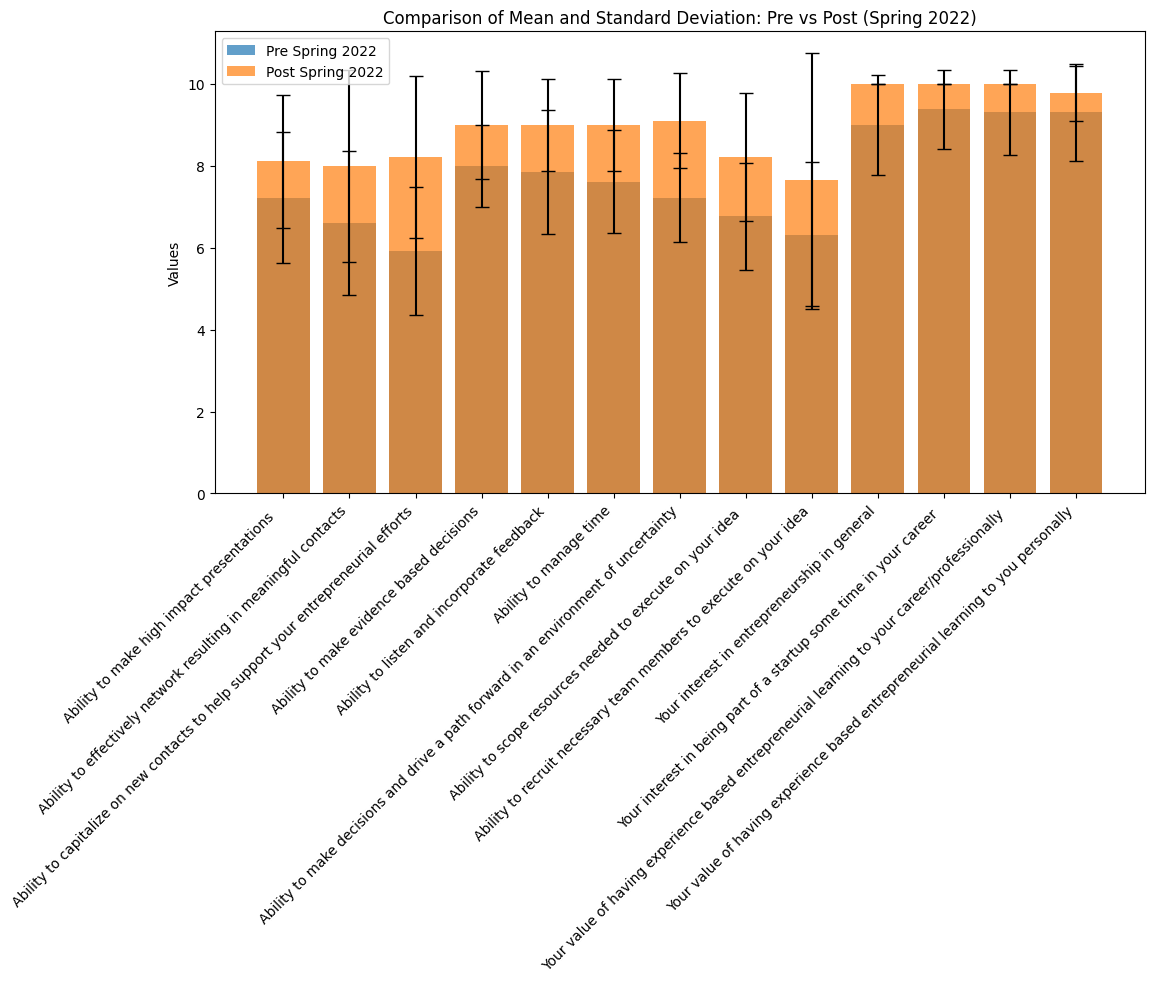 Comparison of Mean and Standard Deviation: Pre vs Post (Spring 2022)
Pre Spring 2022
Post Spring 2022
Values
10
8
6
4
2
0
Ability to make high impact presentations
Ability to effectively network resulting in meaningful contacts
Ability to capitalize on new contacts to help support your entrepreneurial efforts
Ability to make evidence based decisions
Ability to listen and incorporate feedback
Ability to manage time
Ability to make decisions and drive a path forward in an environment of uncertainty
Ability to scope resources needed to execute on your idea
Ability to recruit necessary team members to execute on your idea
Your interest in entrepreneurship in general
Your interest in being part of a startup some time in your career
Your value of having experience based entrepreneurial learning to your career/professionally
Your value of having experience based entrepreneurial learning to you personally